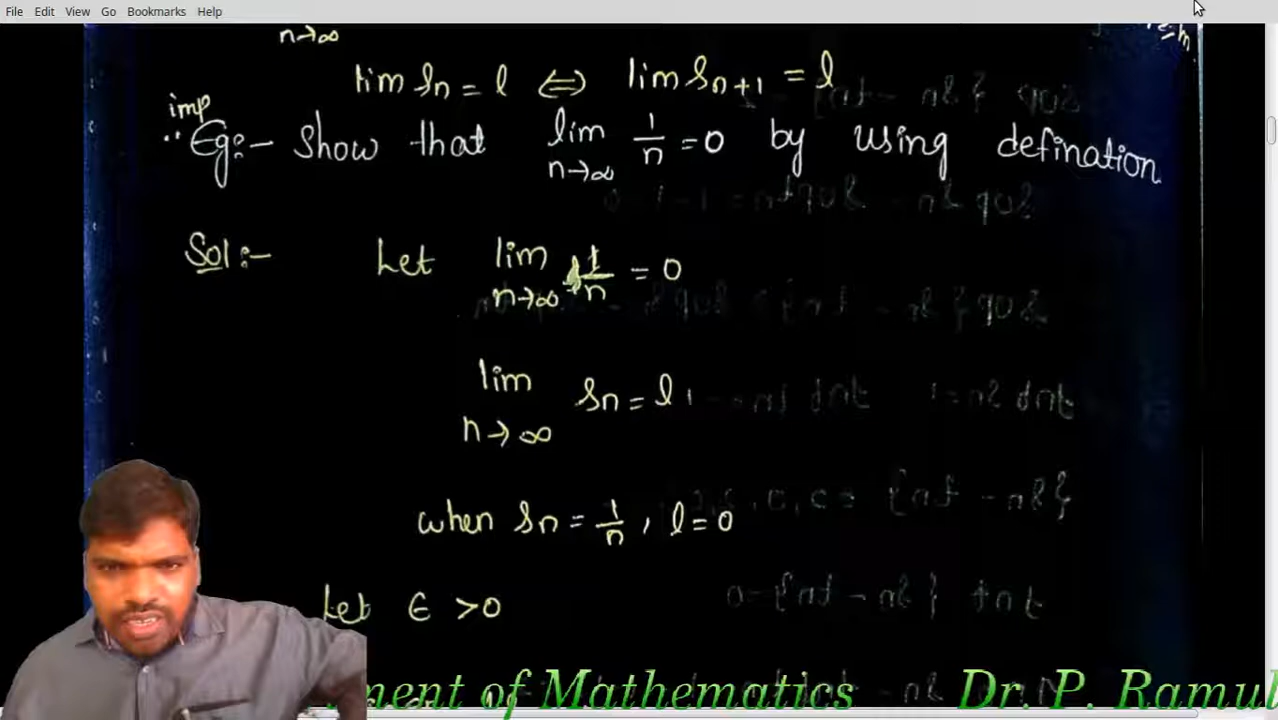 File Edit View Go Bookmarks Help
n→∞
lim Sn = l ⇔ lim Sn+1 = l
imp
Eg:- Show that lim n→∞ 1/n = 0 by using defination
Sol:- Let lim n→∞ 1/n = 0
lim n→∞ Sn = l
when Sn = 1/n, l = 0
Let ϵ > 0
ment of Mathematics Dr. P. Ramul